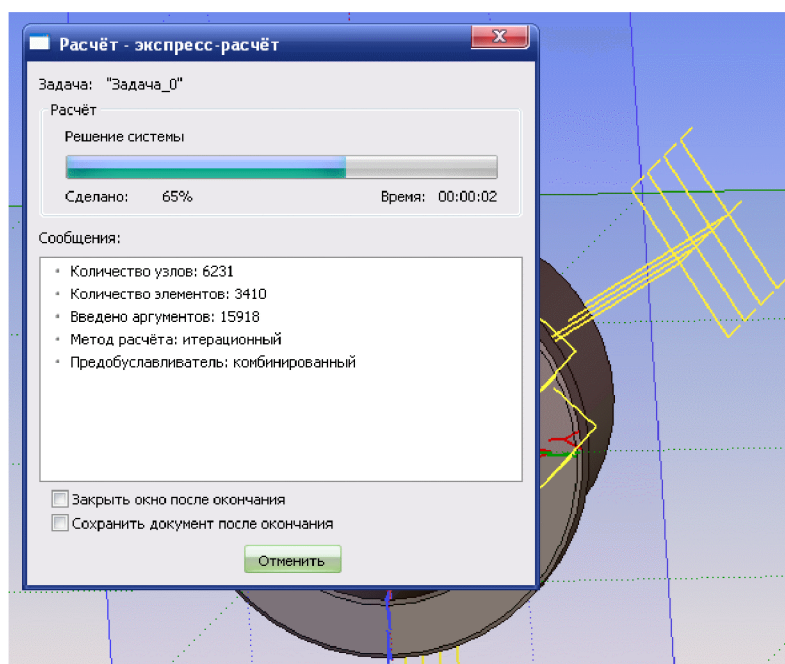 Расчёт - экспресс-расчёт
Задача: "Задача_0"
Расчёт
Решение системы
Сделано: 65% Время: 00:00:02
Сообщения:
Количество узлов: 6231
Количество элементов: 3410
Введено аргументов: 15918
Метод расчёта: итерационный
Предобуславливатель: комбинированный
Закрыть окно после окончания
Сохранить документ после окончания
Отменить